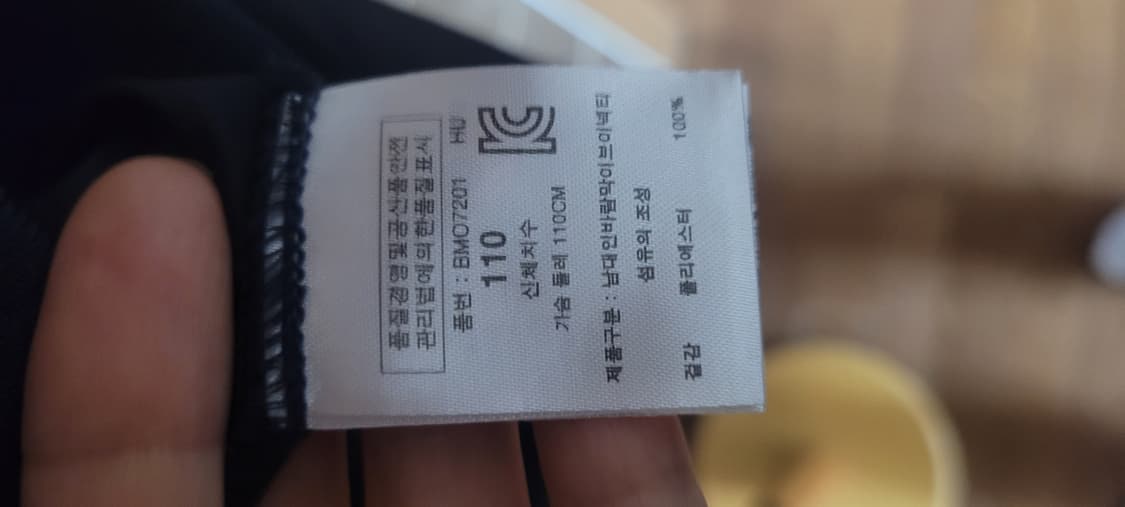 품질경영및공산품안전
관리법에의한품질표시
품번 : BMO7201 HU
110
신체치수
가슴 둘레 110CM
제품구분 : 남대인바람막이브이넥티
섬유의 조성
겉감 폴리에스터 100%